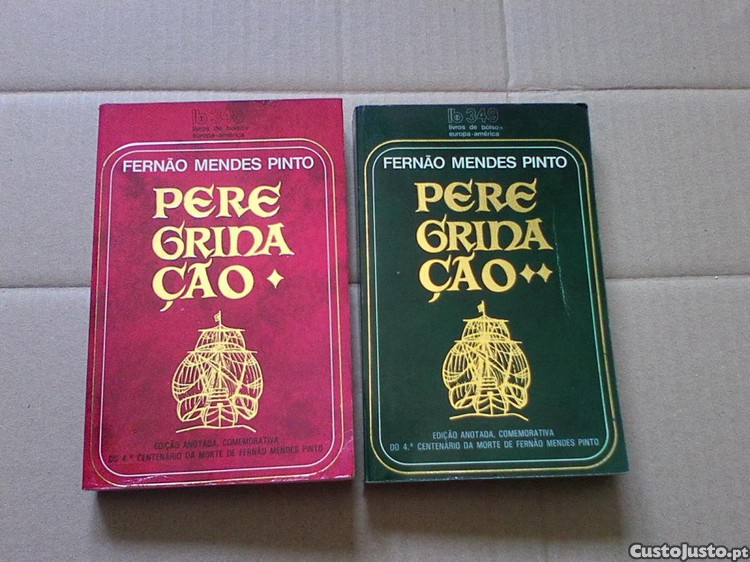 livros de bolso
europa-américa
FERNÃO MENDES PINTO
PERE
GRINA
ÇÃO
EDIÇÃO ANOTADA, COMEMORATIVA
DO 4.º CENTENÁRIO DA MORTE DE FERNÃO MENDES PINTO
lb 349
livros de bolso
europa-américa
FERNÃO MENDES PINTO
PERE
GRINA
ÇÃO
EDIÇÃO ANOTADA, COMEMORATIVA
DO 4.º CENTENÁRIO DA MORTE DE FERNÃO MENDES PINTO
CustoJusto.pt